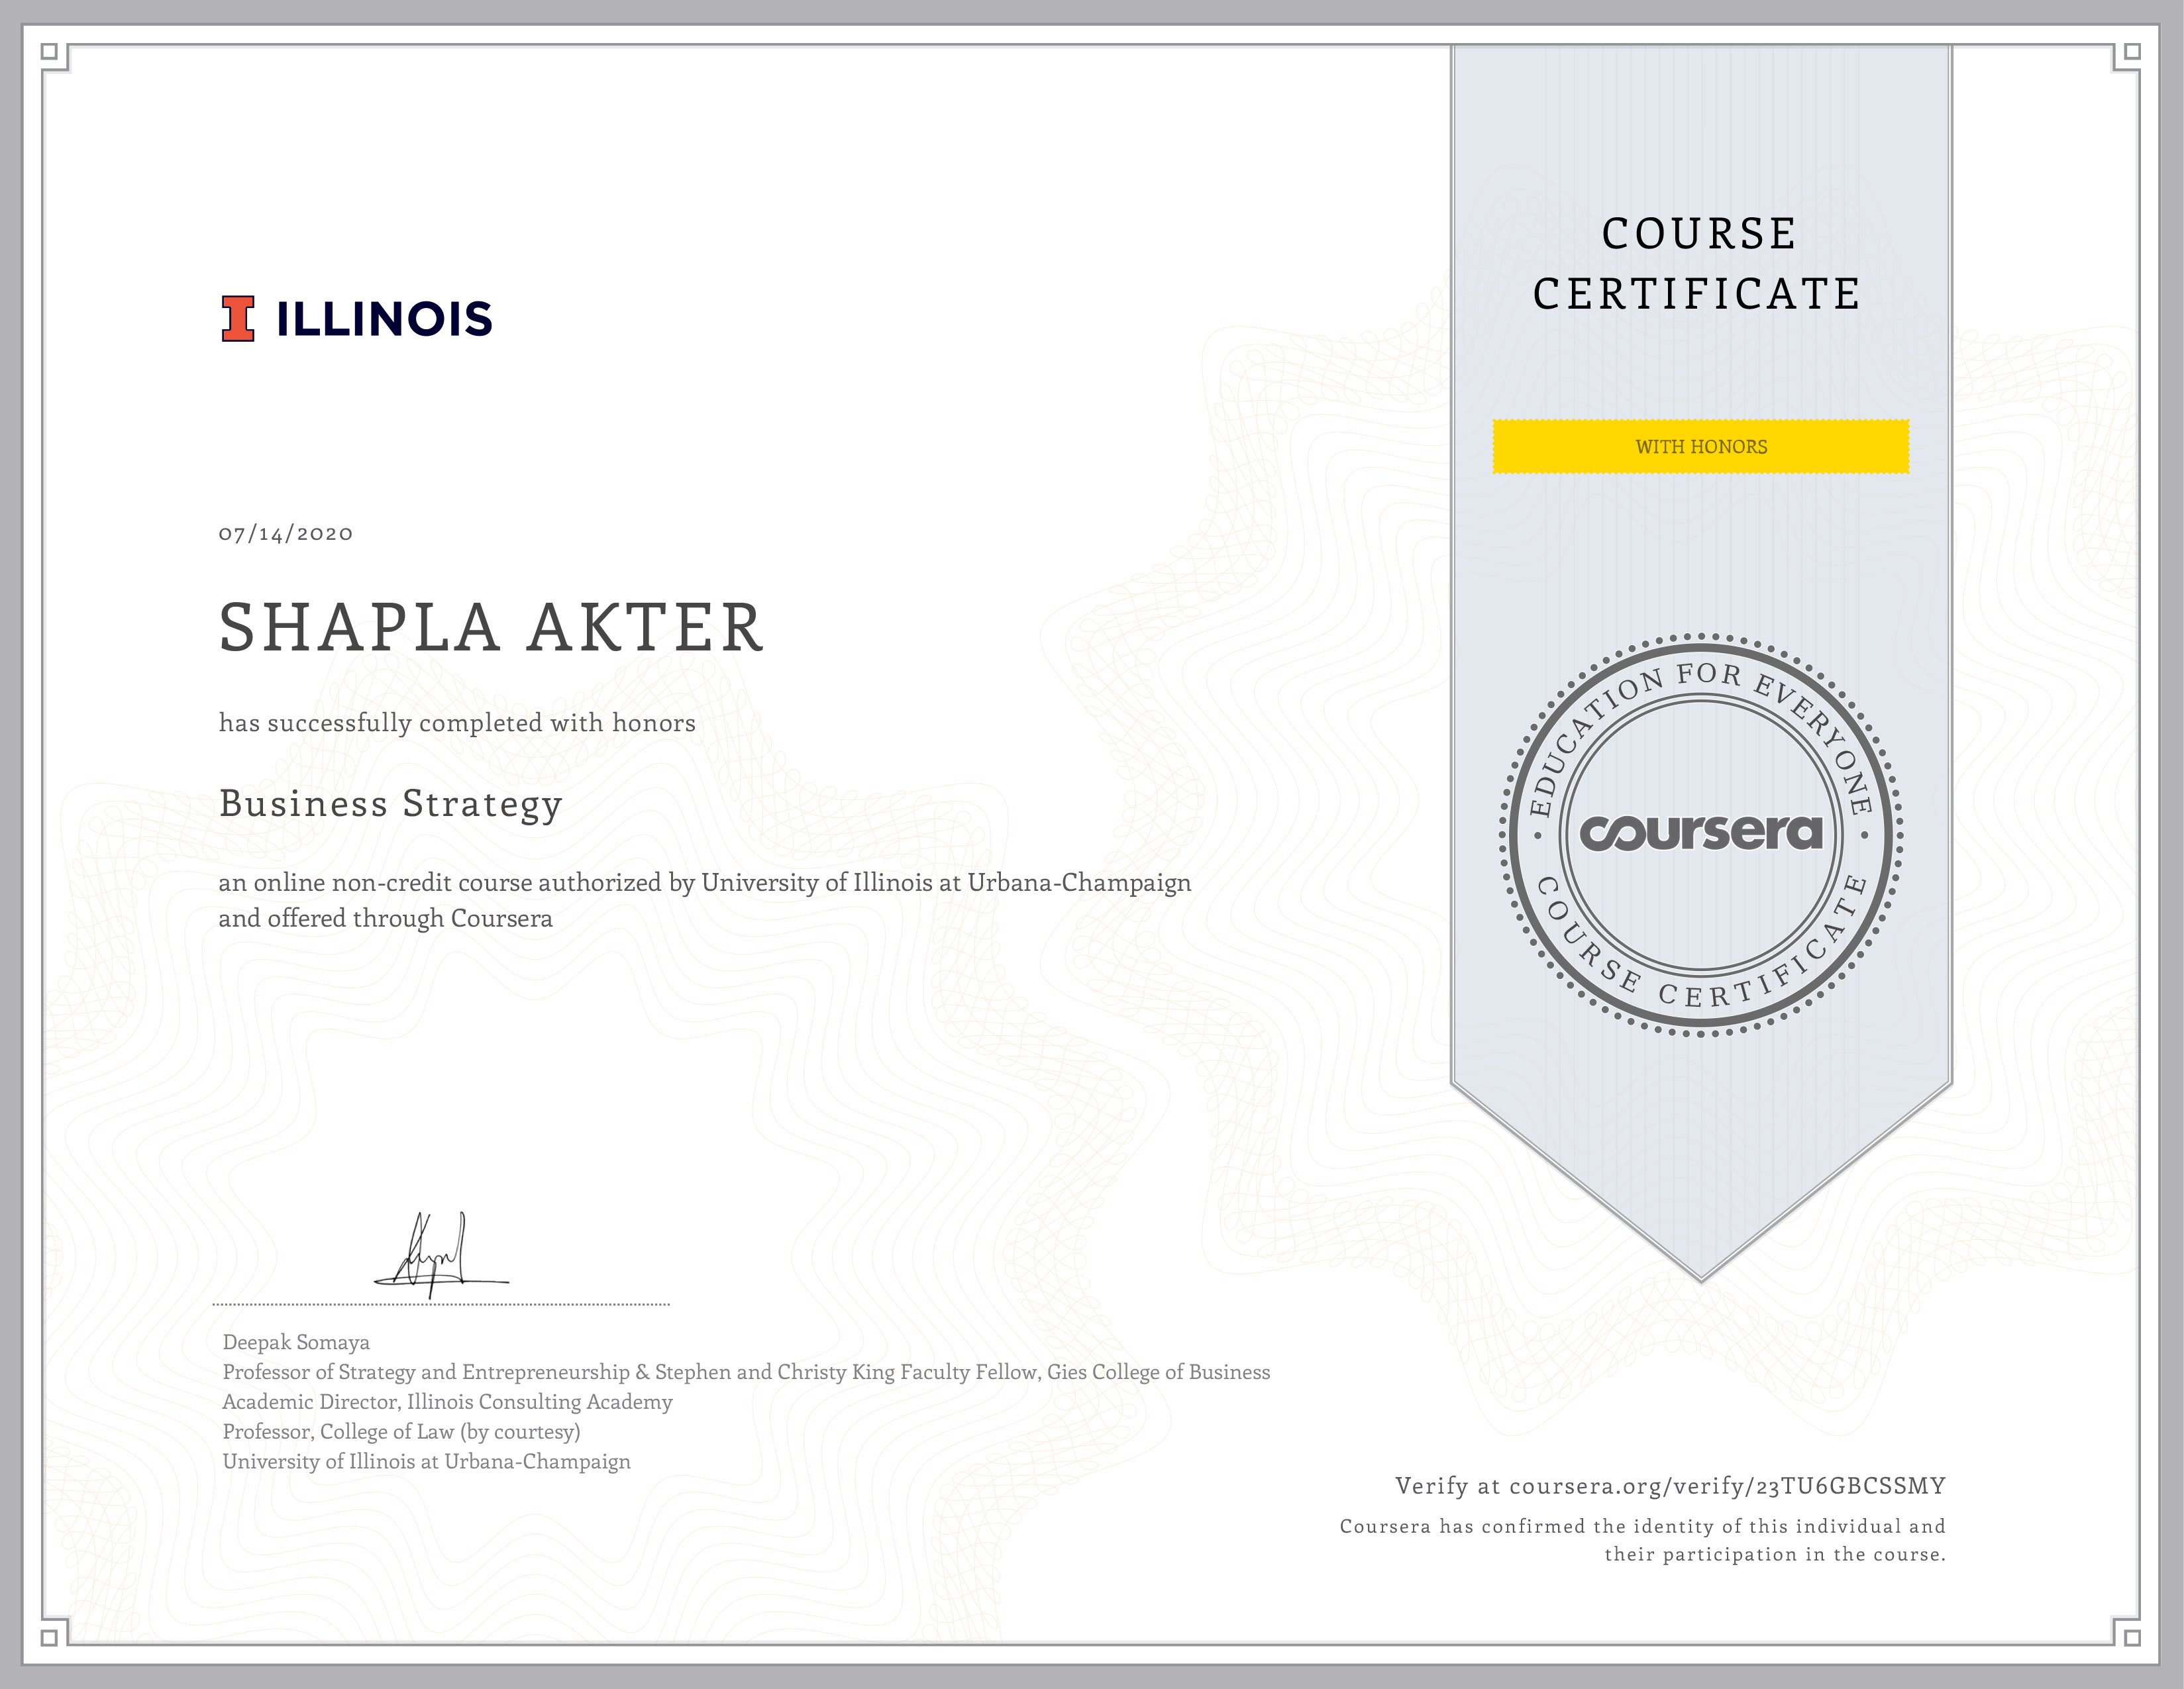 ILLINOIS
07/14/2020
SHAPLA AKTER
has successfully completed with honors
Business Strategy
an online non-credit course authorized by University of Illinois at Urbana-Champaign
and offered through Coursera
Deepak Somaya
Professor of Strategy and Entrepreneurship & Stephen and Christy King Faculty Fellow, Gies College of Business
Academic Director, Illinois Consulting Academy
Professor, College of Law (by courtesy)
University of Illinois at Urbana-Champaign
COURSE
CERTIFICATE
WITH HONORS
EDUCATION FOR EVERYONE
coursera
COURSE CERTIFICATE
Verify at coursera.org/verify/23TU6GBCSSMY
Coursera has confirmed the identity of this individual and
their participation in the course.